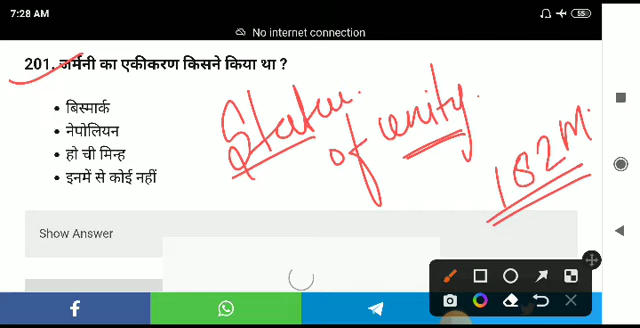 7:28 AM
55
No internet connection
201. जर्मनी का एकीकरण किसने किया था ?
बिस्मार्क
नेपोलियन
हो ची मिन्ह
इनमें से कोई नहीं
Statue
of unity.
182M.
Show Answer